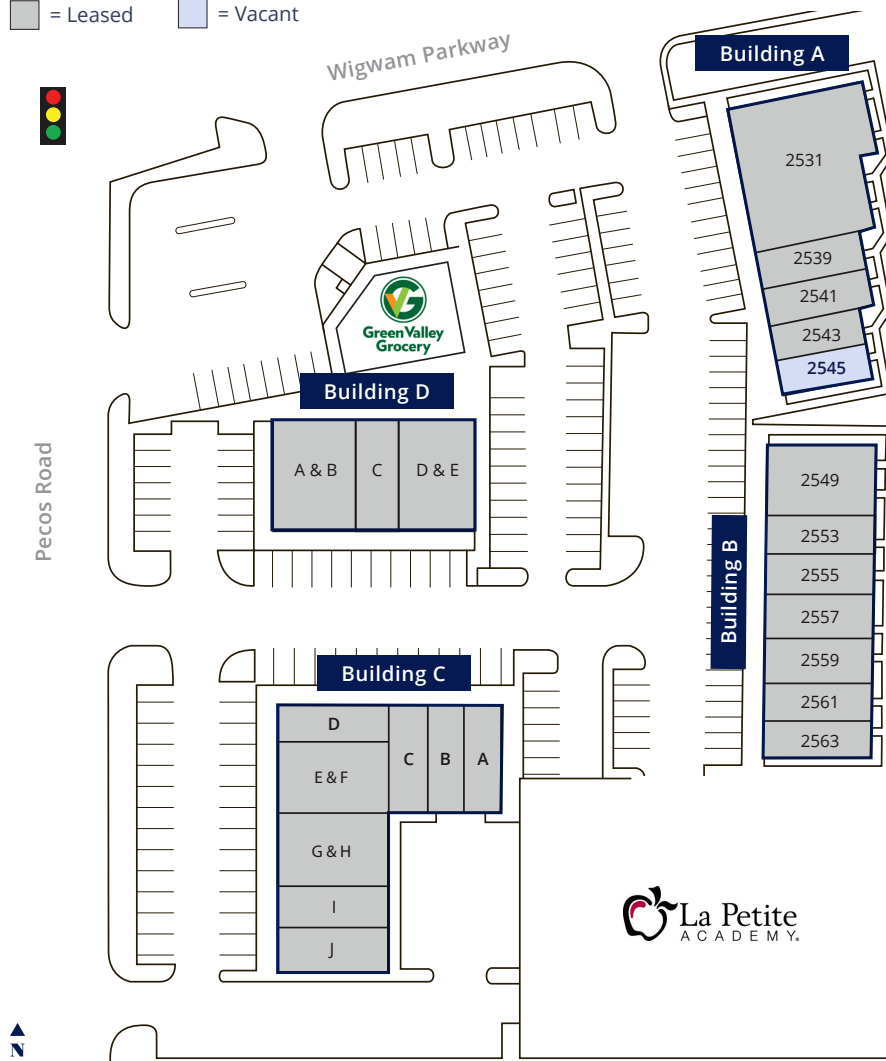 = Leased
= Vacant
Wigwam Parkway
Building A
2531
2539
2541
2543
2545
VG
Green Valley
Grocery
Building D
A & B
C
D & E
Pecos Road
Building B
2549
2553
2555
2557
2559
2561
2563
Building C
D
C
B
A
E & F
G & H
I
J
La Petite
ACADEMY.
N